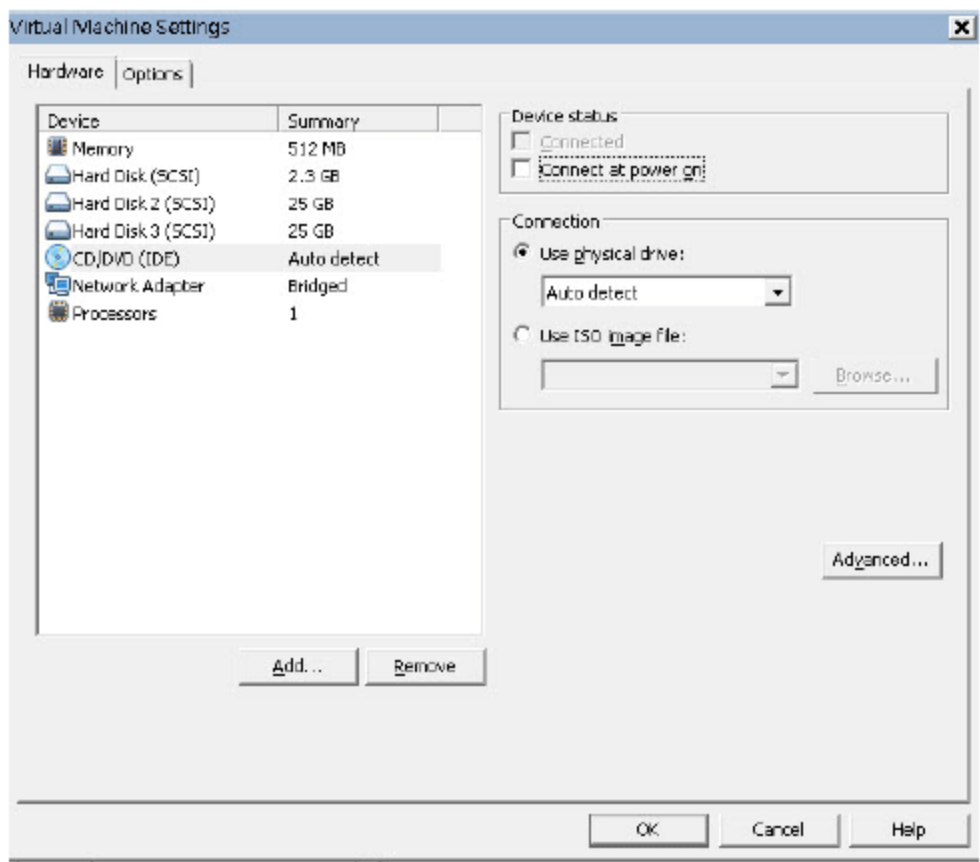 Virtual Machine Settings
Hardware
Options
Device Summary
Memory 512 MB
Hard Disk (SCSI) 2.3 GB
Hard Disk 2 (SCSI) 25 GB
Hard Disk 3 (SCSI) 25 GB
CD/DVD (IDE) Auto detect
Network Adapter Bridged
Processors 1
Add...
Remove
Device status
Connected
Connect at power on
Connection
Use physical drive:
Auto detect
Use ISO image file:
Browse...
Advanced...
OK
Cancel
Help